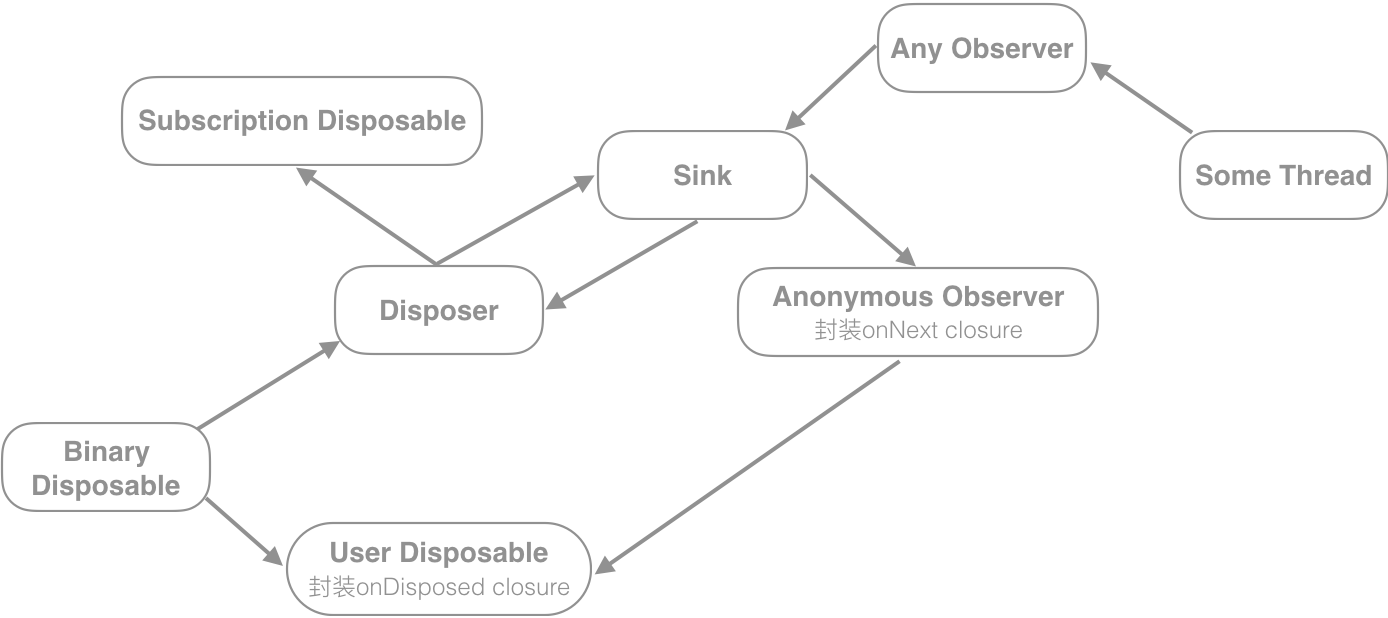 Any Observer
Subscription Disposable
Sink
Some Thread
Disposer
Anonymous Observer
封装onNext closure
Binary
Disposable
User Disposable
封装onDisposed closure